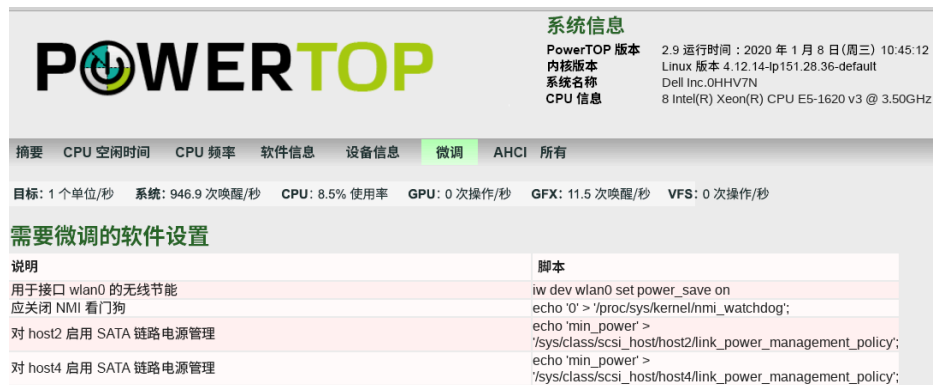 POWERTOP
系统信息
PowerTOP 版本 2.9 运行时间：2020 年 1 月 8 日(周三) 10:45:12
内核版本 Linux 版本 4.12.14-lp151.28.36-default
系统名称 Dell Inc.0HHV7N
CPU 信息 8 Intel(R) Xeon(R) CPU E5-1620 v3 @ 3.50GHz
摘要 CPU 空闲时间 CPU 频率 软件信息 设备信息 微调 AHCI 所有
目标: 1 个单位/秒 系统: 946.9 次唤醒/秒 CPU: 8.5% 使用率 GPU: 0 次操作/秒 GFX: 11.5 次唤醒/秒 VFS: 0 次操作/秒
需要微调的软件设置
说明 脚本
用于接口 wlan0 的无线节能 iw dev wlan0 set power_save on
应关闭 NMI 看门狗 echo '0' > '/proc/sys/kernel/nmi_watchdog';
对 host2 启用 SATA 链路电源管理 echo 'min_power' >
'/sys/class/scsi_host/host2/link_power_management_policy';
对 host4 启用 SATA 链路电源管理 echo 'min_power' >
'/sys/class/scsi_host/host4/link_power_management_policy';